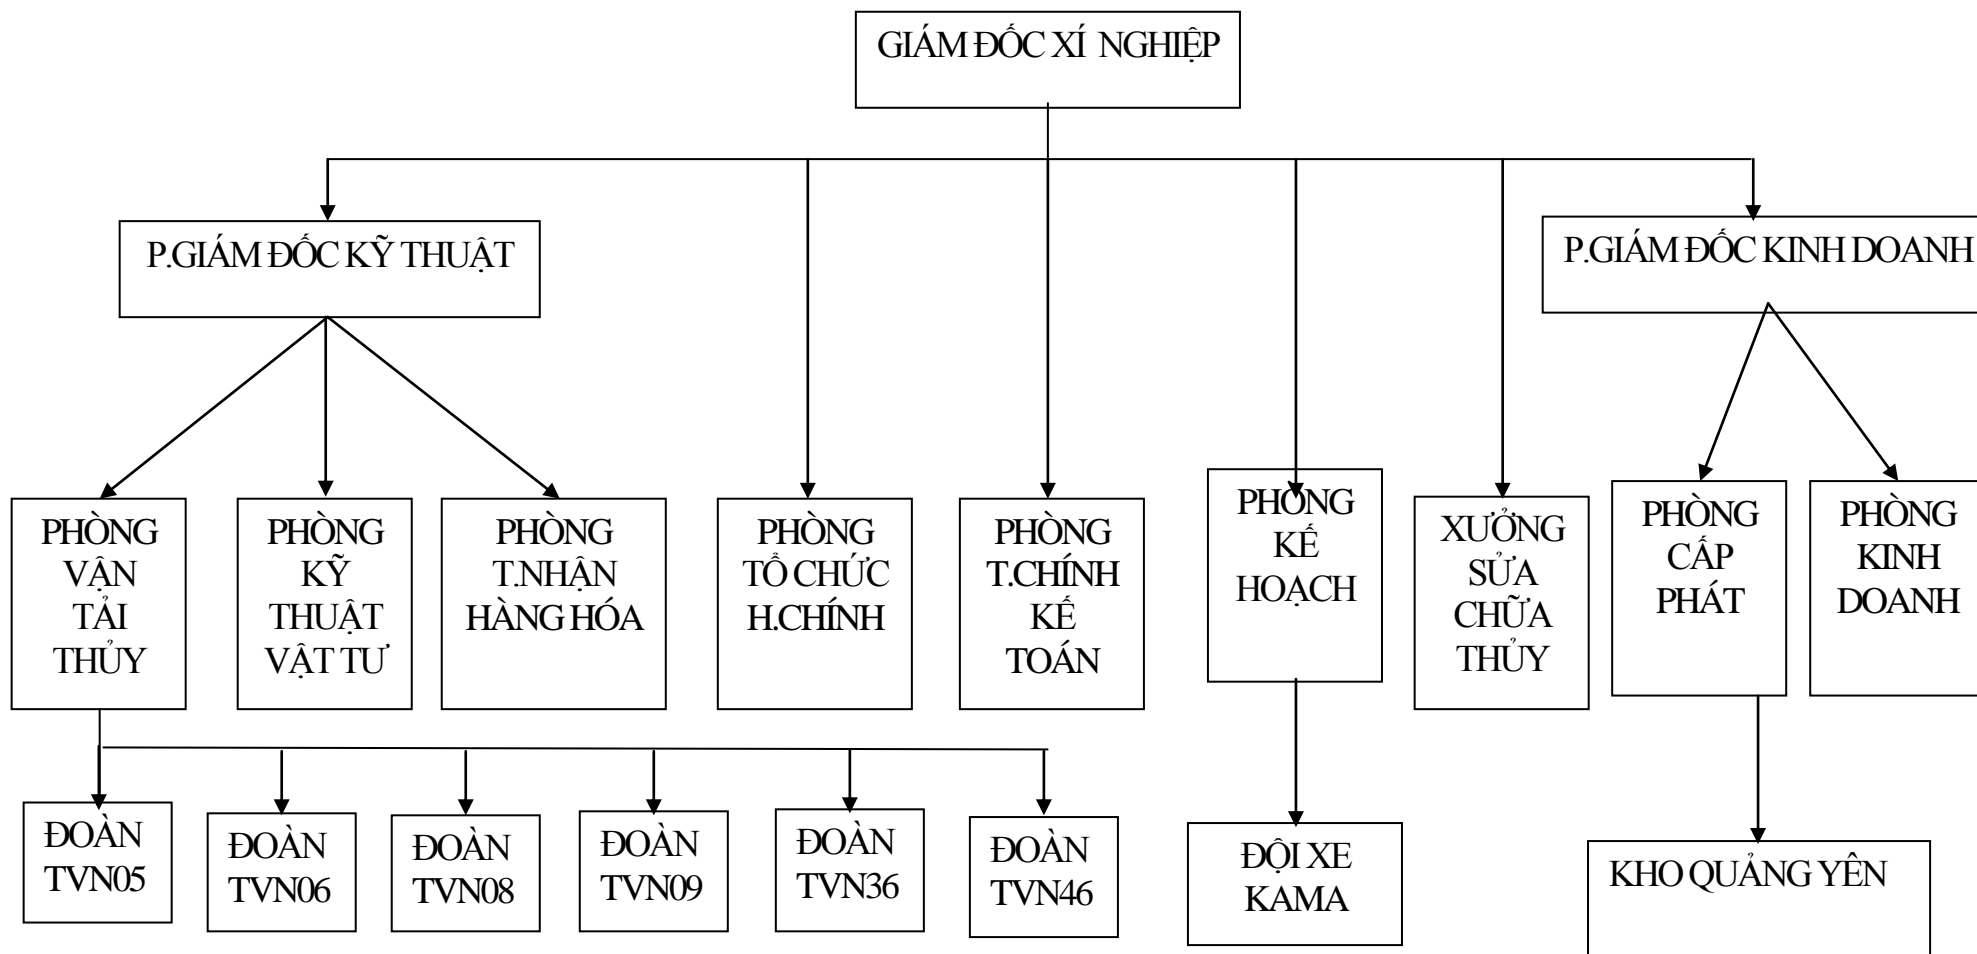 GIÁM ĐỐC XÍ NGHIỆP
P.GIÁM ĐỐC KỸ THUẬT
P.GIÁM ĐỐC KINH DOANH
PHÒNG
VẬN
TẢI
THỦY
PHÒNG
KỸ
THUẬT
VẬT TƯ
PHÒNG
T.NHẬN
HÀNG HÓA
PHÒNG
TỔ CHỨC
H.CHÍNH
PHÒNG
T.CHÍNH
KẾ
TOÁN
PHÒNG
KẾ
HOẠCH
XƯỞNG
SỬA
CHỮA
THỦY
PHÒNG
CẤP
PHÁT
PHÒNG
KINH
DOANH
ĐOÀN
TVN05
ĐOÀN
TVN06
ĐOÀN
TVN08
ĐOÀN
TVN09
ĐOÀN
TVN36
ĐOÀN
TVN46
ĐỘI XE
KAMA
KHO QUẢNG YÊN